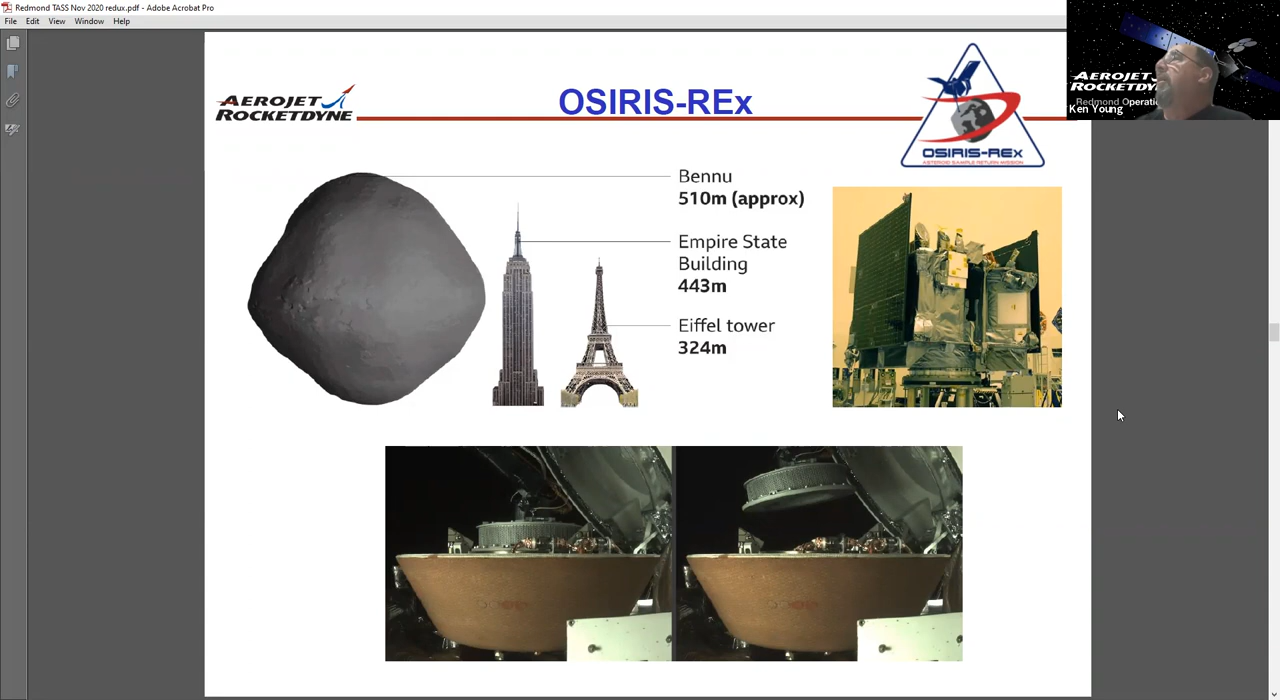 Redmond TASS Nov 2020 redux.pdf - Adobe Acrobat Pro
File Edit View Window Help
AEROJET
ROCKETDYNE
OSIRIS-REx
OSIRIS-REx
ASTEROID SAMPLE RETURN MISSION
AEROJET
ROCKETDYNE
Redmond Operatio
Ken Young
Bennu
510m (approx)
Empire State
Building
443m
Eiffel tower
324m